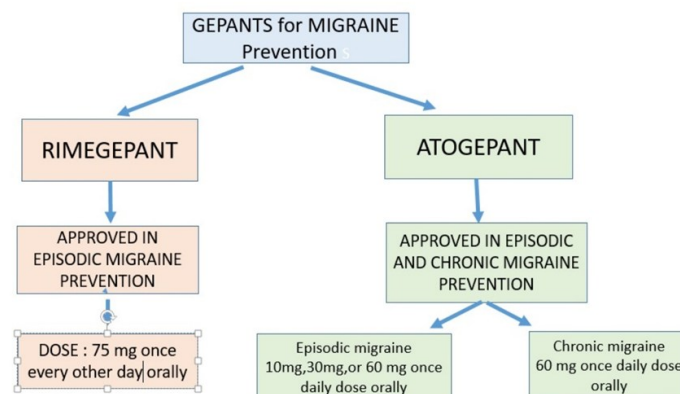 GEPANTS for MIGRAINE
Prevention s
RIMEGEPANT
ATOGEPANT
APPROVED IN
EPISODIC MIGRAINE
PREVENTION
APPROVED IN EPISODIC
AND CHRONIC MIGRAINE
PREVENTION
DOSE : 75 mg once
every other day orally
Episodic migraine
10mg,30mg,or 60 mg once
daily dose orally
Chronic migraine
60 mg once daily dose
orally